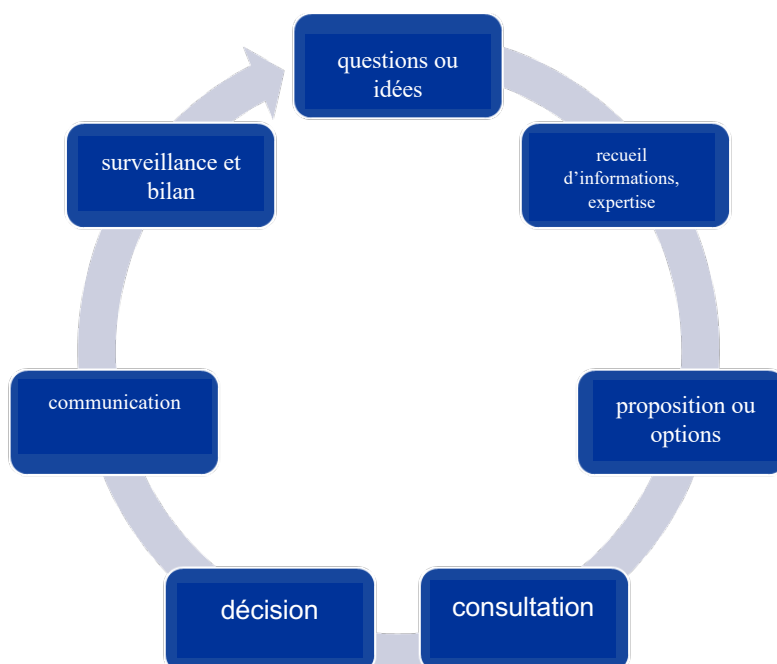 questions ou
idées
recueil
d’informations,
expertise
proposition ou
options
consultation
décision
communication
surveillance et
bilan